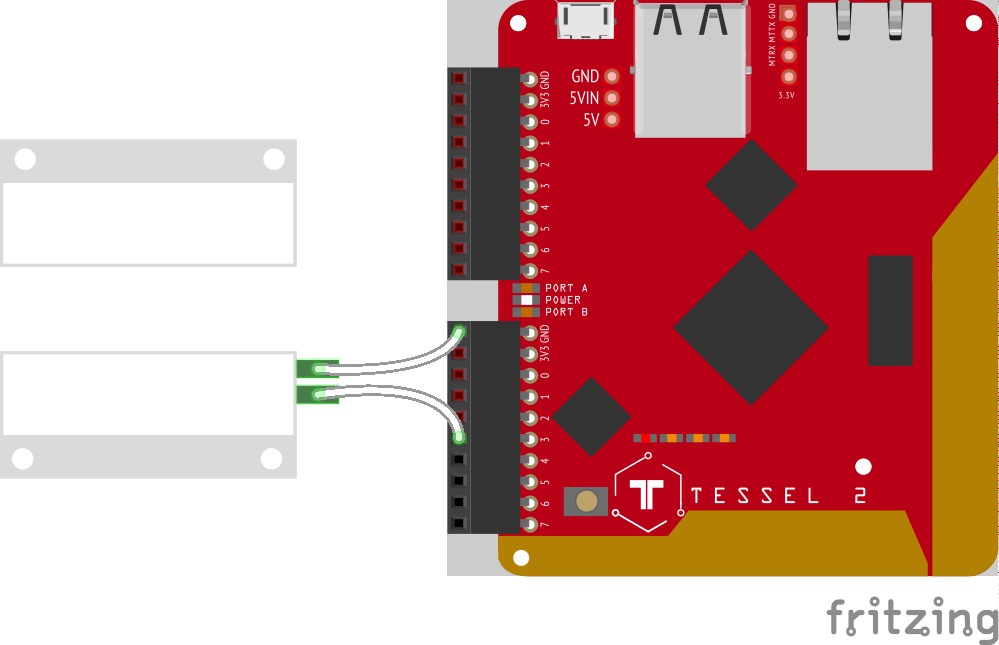 MTRX MTTX GND
3.3V
GND
5VIN
5V
GND
3V3
0
1
2
3
4
5
6
7
PORT A
POWER
PORT B
GND
3V3
0
1
2
3
4
5
6
7
TESSEL 2
fritzing